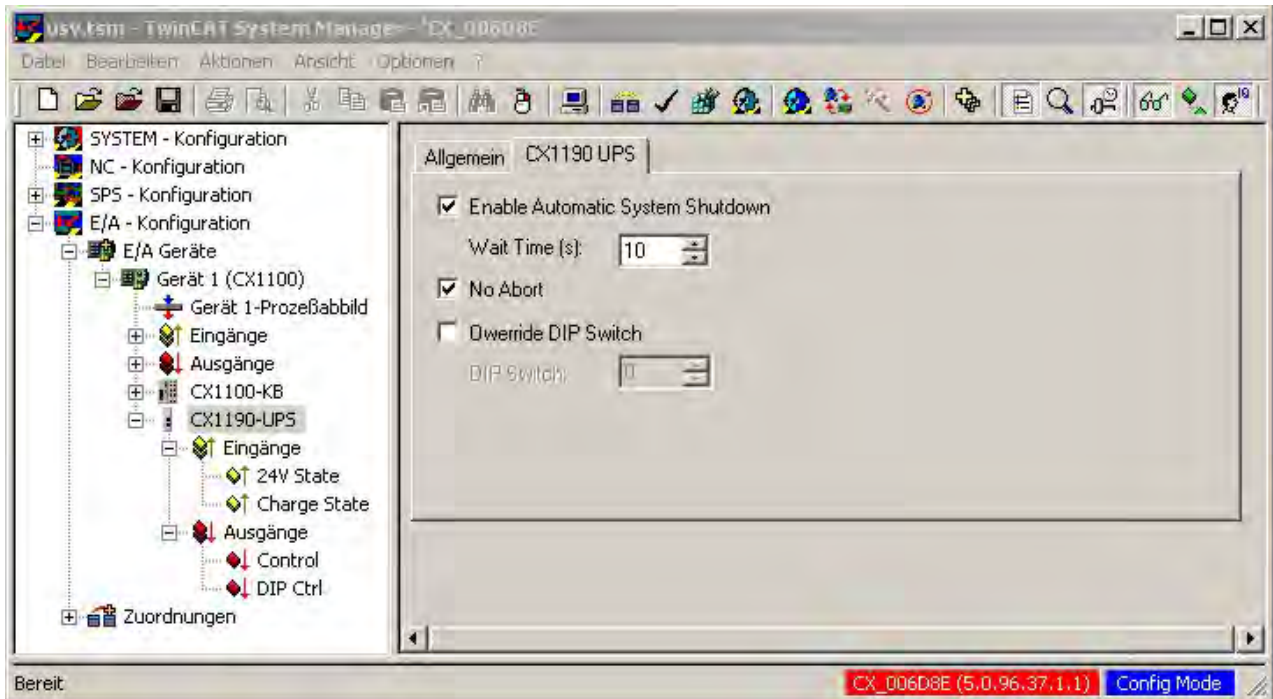 usv.tsm - TwinCAT System Manager - 'CX_006D8E'
Datei Bearbeiten Aktionen Ansicht Optionen ?
SYSTEM - Konfiguration
NC - Konfiguration
SPS - Konfiguration
E/A - Konfiguration
E/A Geräte
Gerät 1 (CX1100)
Gerät 1-Prozeßabbild
Eingänge
Ausgänge
CX1100-KB
CX1190-UPS
Eingänge
24V State
Charge State
Ausgänge
Control
DIP Ctrl
Zuordnungen
Allgemein CX1190 UPS
Enable Automatic System Shutdown
Wait Time (s): 10
No Abort
Owerride DIP Switch
DIP Switch: 0
Bereit CX_006D8E (5.0.96.37.1.1) Config Mode